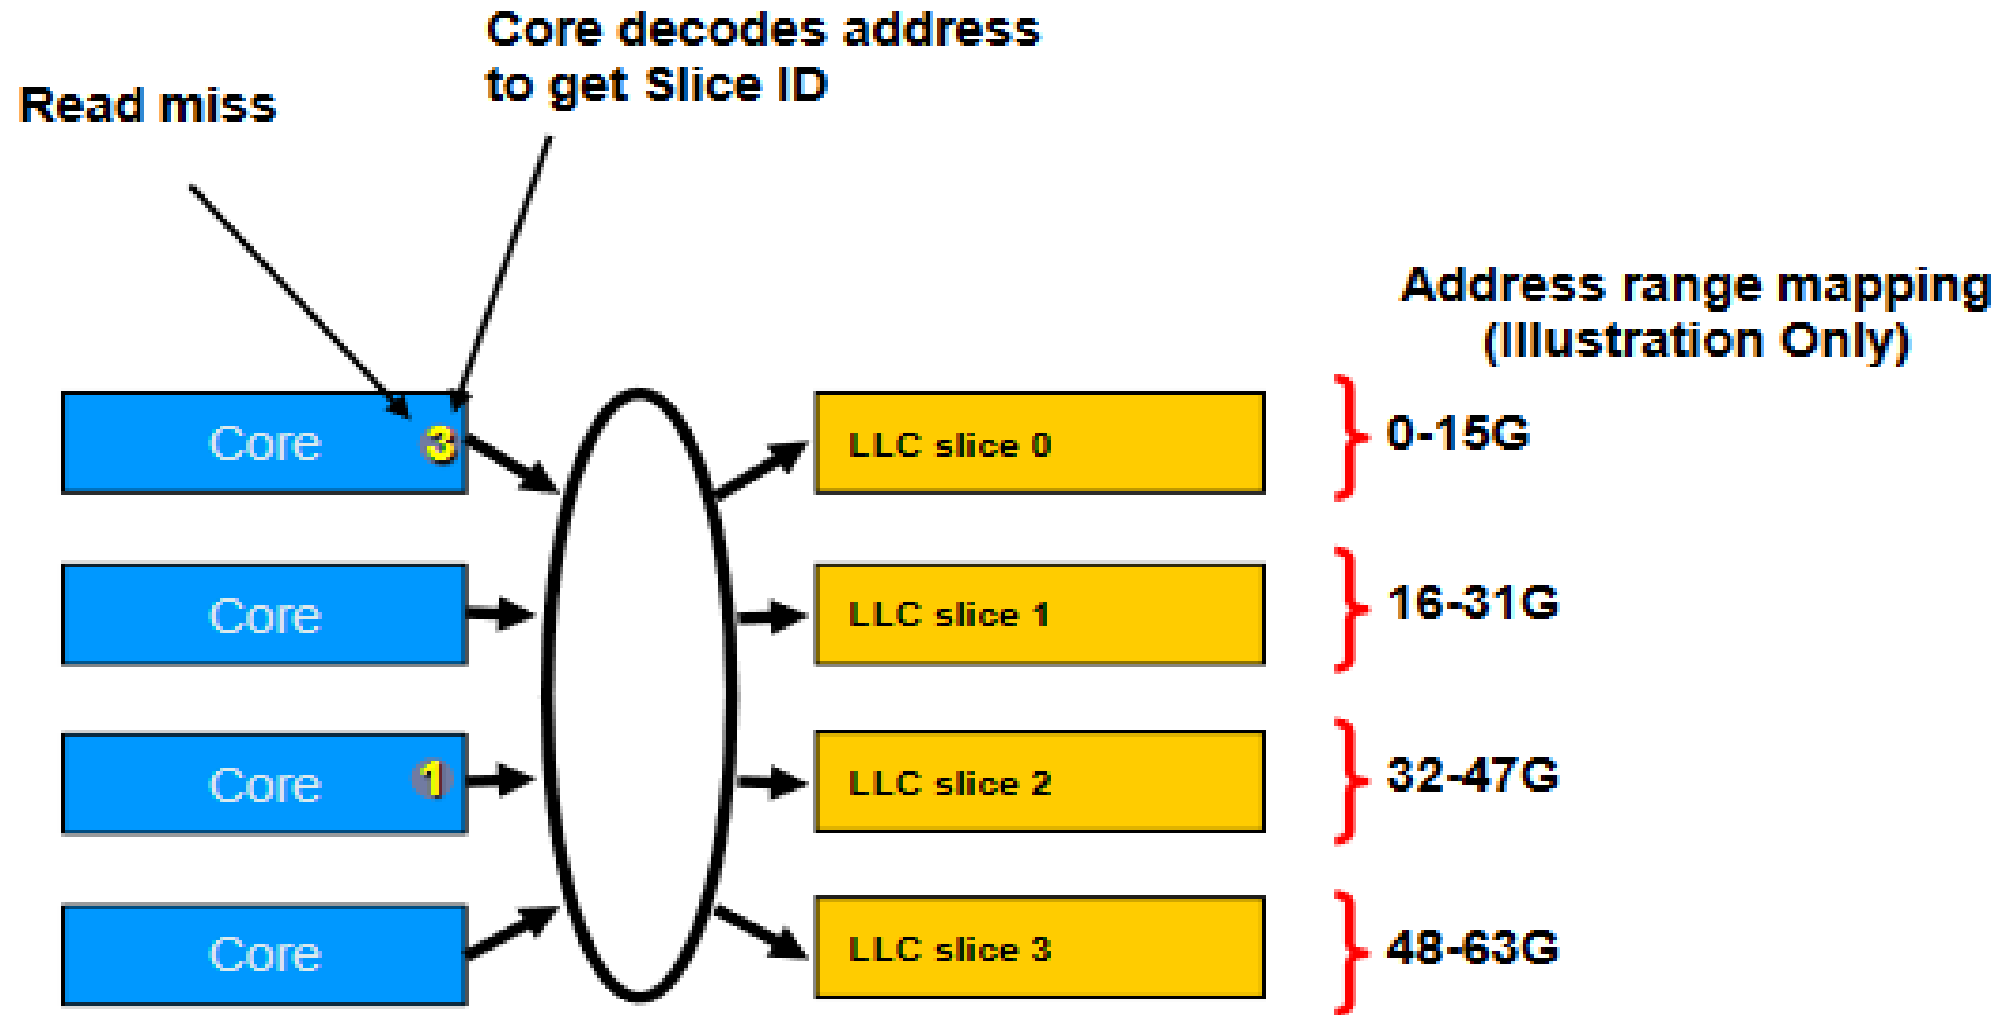 Core decodes address
to get Slice ID
Read miss
Address range mapping
(Illustration Only)
Core 3
LLC slice 0
0-15G
Core
LLC slice 1
16-31G
Core 1
LLC slice 2
32-47G
Core
LLC slice 3
48-63G